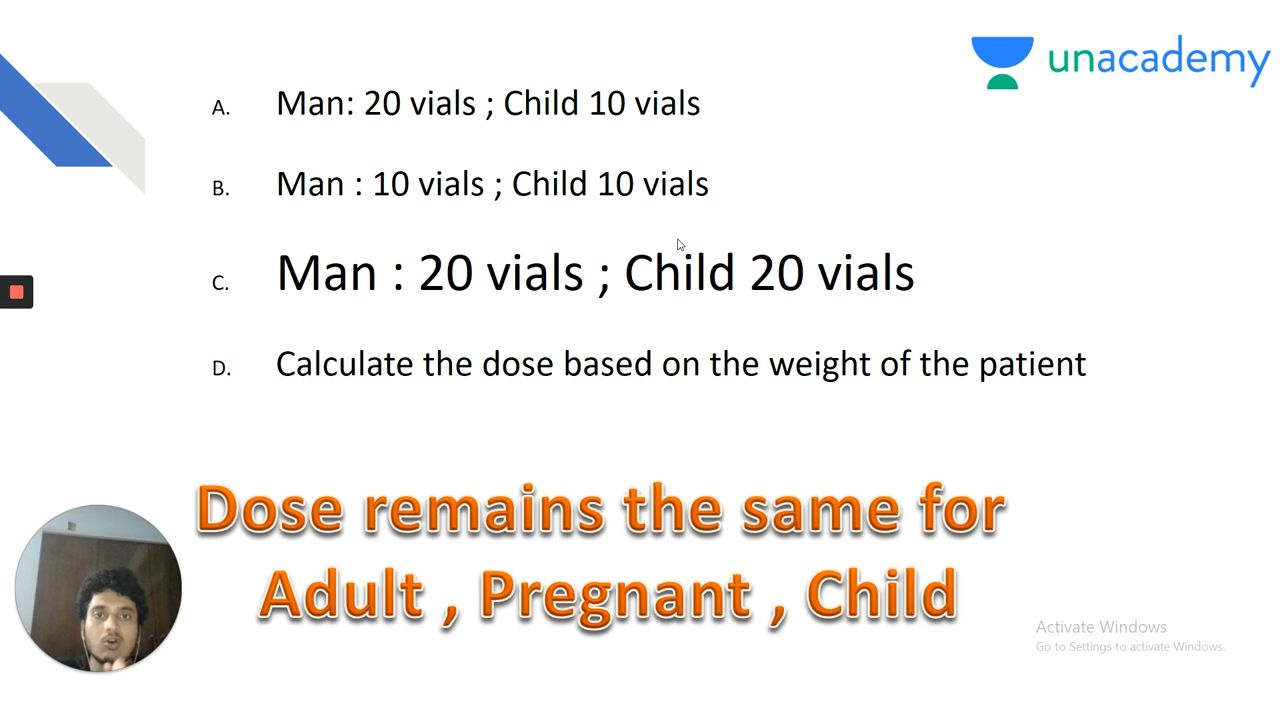 unacademy
A. Man: 20 vials ; Child 10 vials
B. Man : 10 vials ; Child 10 vials
C. Man : 20 vials ; Child 20 vials
D. Calculate the dose based on the weight of the patient
Dose remains the same for
Adult , Pregnant , Child
Activate Windows
Go to Settings to activate Windows.